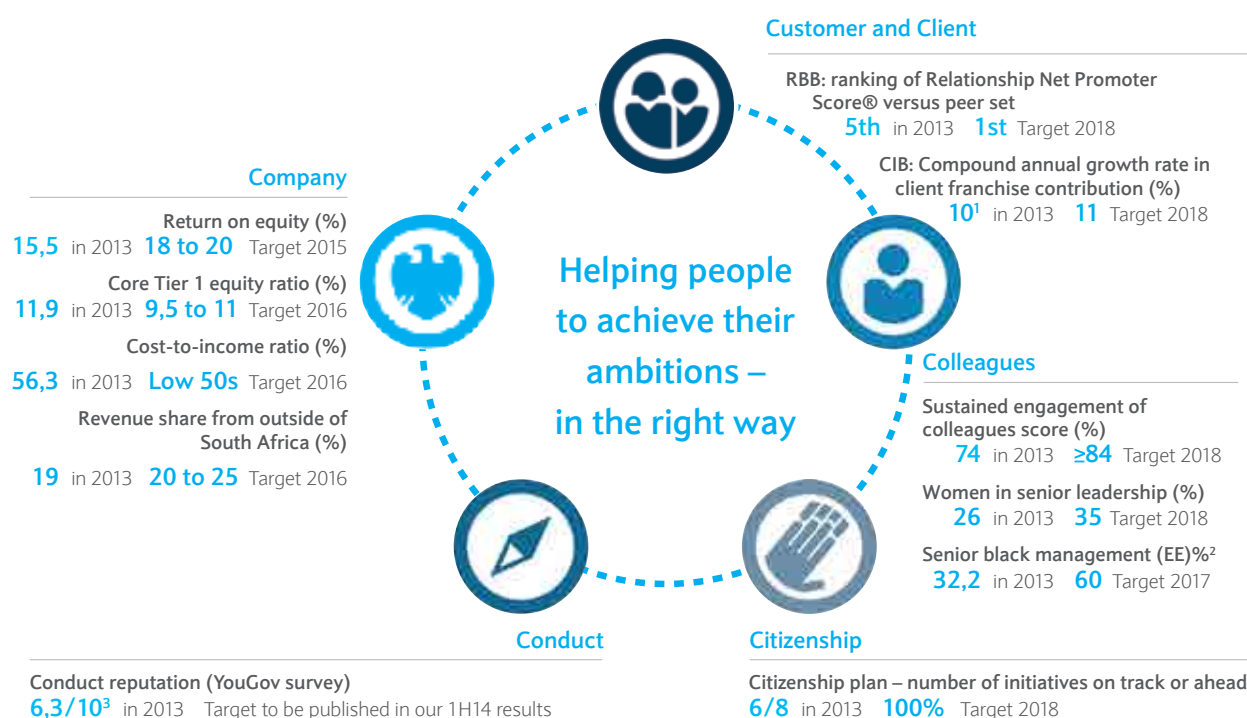 Customer and Client
RBB: ranking of Relationship Net Promoter
Score® versus peer set
5th in 2013 1st Target 2018
CIB: Compound annual growth rate in
client franchise contribution (%)
10¹ in 2013 11 Target 2018
Company
Return on equity (%)
15,5 in 2013 18 to 20 Target 2015
Core Tier 1 equity ratio (%)
11,9 in 2013 9,5 to 11 Target 2016
Cost-to-income ratio (%)
56,3 in 2013 Low 50s Target 2016
Revenue share from outside of
South Africa (%)
19 in 2013 20 to 25 Target 2016
Helping people
to achieve their
ambitions –
in the right way
Colleagues
Sustained engagement of
colleagues score (%)
74 in 2013 ≥84 Target 2018
Women in senior leadership (%)
26 in 2013 35 Target 2018
Senior black management (EE)%²
32,2 in 2013 60 Target 2017
Conduct
Conduct reputation (YouGov survey)
6,3/10³ in 2013 Target to be published in our 1H14 results
Citizenship
Citizenship plan – number of initiatives on track or ahead
6/8 in 2013 100% Target 2018